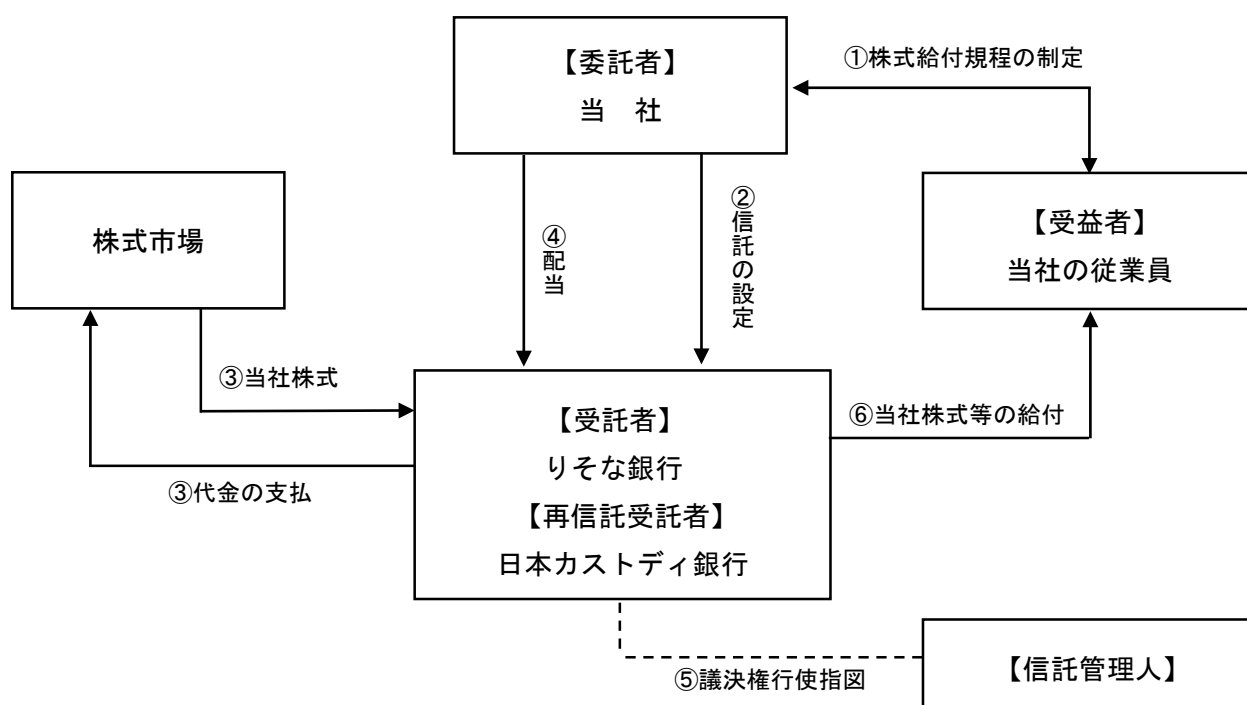 【委託者】
当 社
①株式給付規程の制定
株式市場
④配当
②信託の設定
【受益者】
当社の従業員
③当社株式
③代金の支払
【受託者】
りそな銀行
【再信託受託者】
日本カストディ銀行
⑥当社株式等の給付
⑤議決権行使指図
【信託管理人】